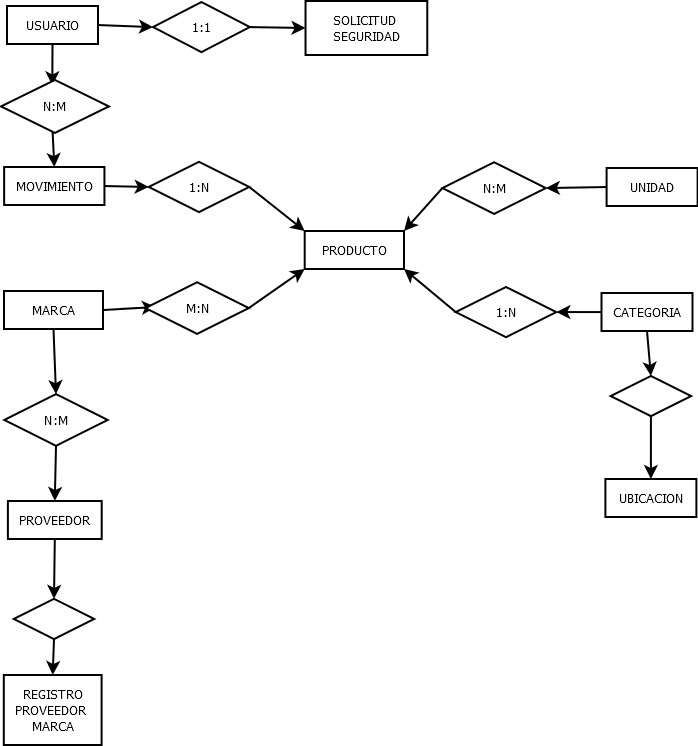 USUARIO
1:1
SOLICITUD
SEGURIDAD
N:M
MOVIMIENTO
1:N
N:M
UNIDAD
PRODUCTO
MARCA
M:N
1:N
CATEGORIA
N:M
UBICACION
PROVEEDOR
REGISTRO
PROVEEDOR
MARCA